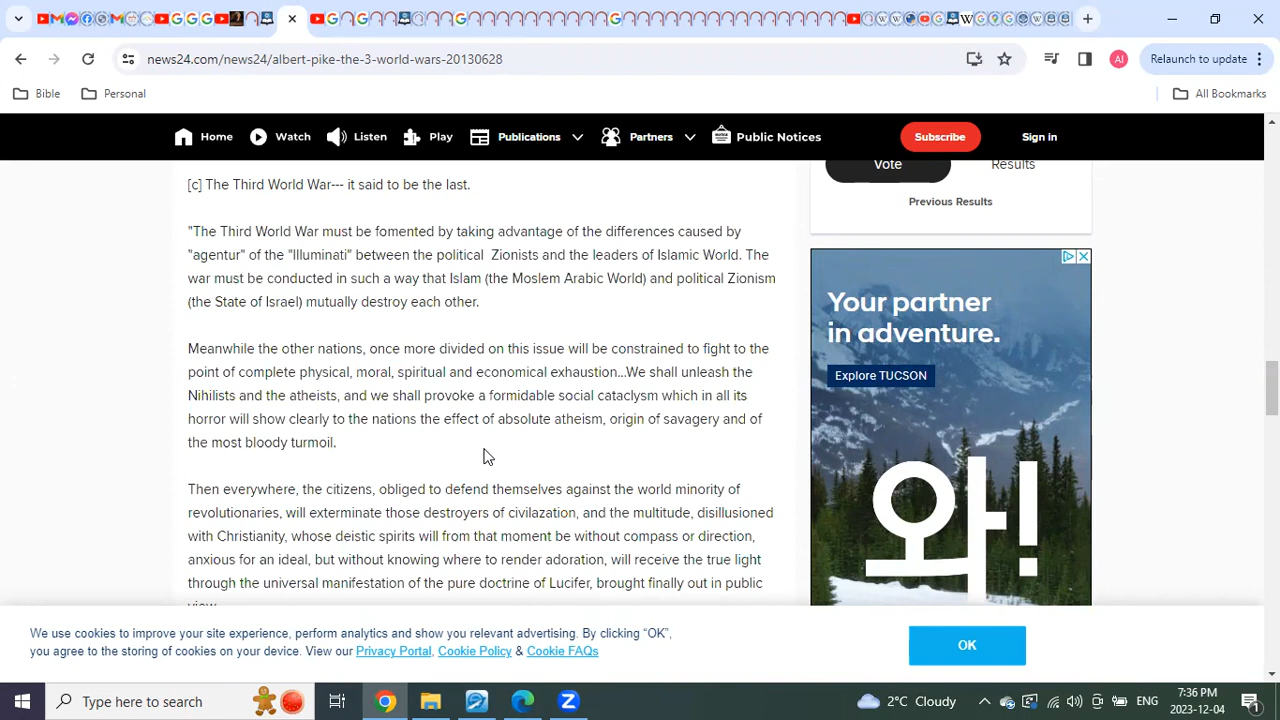 news24.com/news24/albert-pike-the-3-world-wars-20130628
AI
Relaunch to update
Bible
Personal
All Bookmarks
Home
Watch
Listen
Play
Publications
Partners
Public Notices
Subscribe
Sign in
[c] The Third World War--- it said to be the last.
"The Third World War must be fomented by taking advantage of the differences caused by
"agentur" of the "Illuminati" between the political Zionists and the leaders of Islamic World. The
war must be conducted in such a way that Islam (the Moslem Arabic World) and political Zionism
(the State of Israel) mutually destroy each other.
Meanwhile the other nations, once more divided on this issue will be constrained to fight to the
point of complete physical, moral, spiritual and economical exhaustion...We shall unleash the
Nihilists and the atheists, and we shall provoke a formidable social cataclysm which in all its
horror will show clearly to the nations the effect of absolute atheism, origin of savagery and of
the most bloody turmoil.
Then everywhere, the citizens, obliged to defend themselves against the world minority of
revolutionaries, will exterminate those destroyers of civilazation, and the multitude, disillusioned
with Christianity, whose deistic spirits will from that moment be without compass or direction,
anxious for an ideal, but without knowing where to render adoration, will receive the true light
through the universal manifestation of the pure doctrine of Lucifer, brought finally out in public
view
Vote
Results
Previous Results
Your partner
in adventure.
Explore TUCSON
와!
We use cookies to improve your site experience, perform analytics and show you relevant advertising. By clicking “OK”,
you agree to the storing of cookies on your device. View our Privacy Portal, Cookie Policy & Cookie FAQs
OK
Type here to search
2°C Cloudy
ENG
7:36 PM
2023-12-04
1